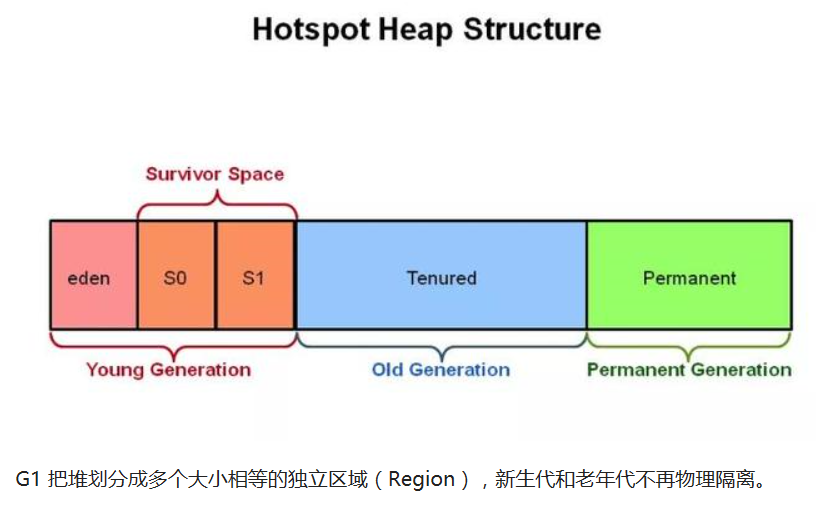 Hotspot Heap Structure
Survivor Space
eden
S0
S1
Tenured
Permanent
Young Generation
Old Generation
Permanent Generation
G1 把堆划分成多个大小相等的独立区域（Region），新生代和老年代不再物理隔离。